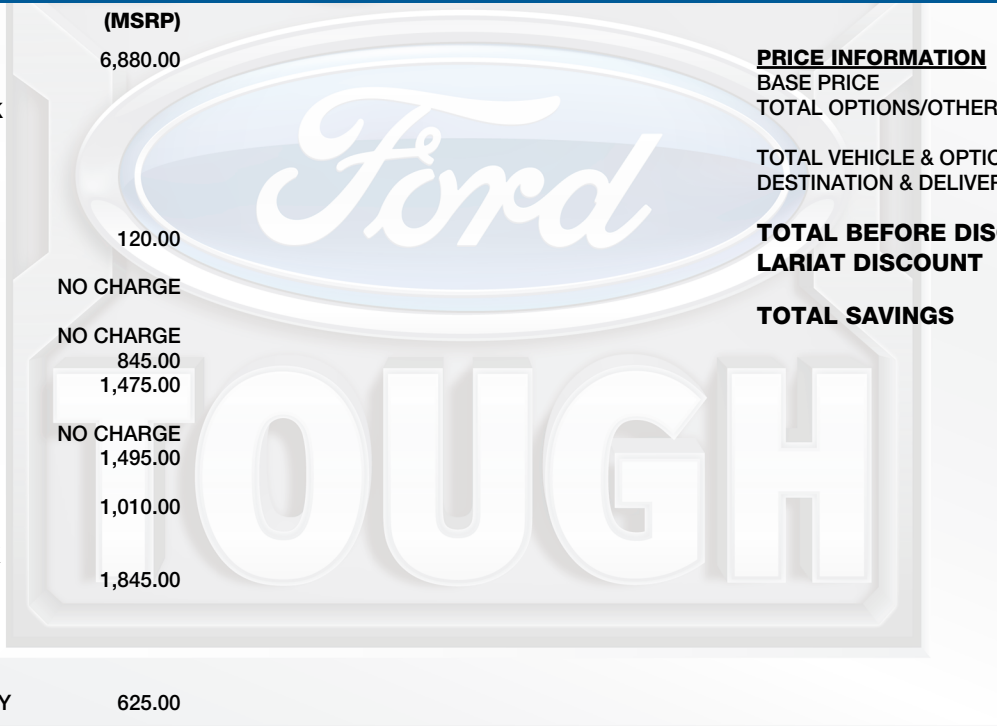 (MSRP)
6,880.00
K
120.00
NO CHARGE
NO CHARGE
845.00
1,475.00
NO CHARGE
1,495.00
1,010.00
1,845.00
Y 625.00
PRICE INFORMATION
BASE PRICE
TOTAL OPTIONS/OTHER
TOTAL VEHICLE & OPTIO
DESTINATION & DELIVER
TOTAL BEFORE DISC
LARIAT DISCOUNT
TOTAL SAVINGS
Ford
TOUGH